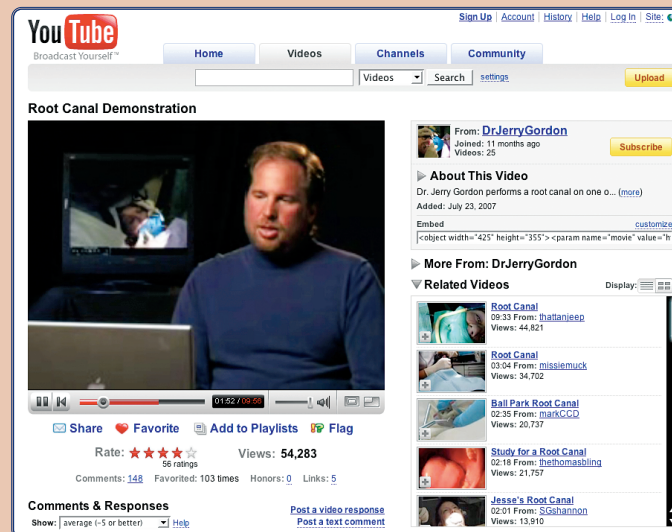 Sign Up | Account | History | Help | Log In | Site:
You Tube
Broadcast Yourself™
Home Videos Channels Community
Videos Search settings Upload
Root Canal Demonstration
From: DrJerryGordon
Joined: 11 months ago
Videos: 25
Subscribe
About This Video
Dr. Jerry Gordon performs a root canal on one o... (more)
Added: July 23, 2007
Embed customize
<object width="425" height="355"><param name="movie" value="h
More From: DrJerryGordon
Related Videos Display:
Root Canal
09:33 From: thattanjeep
Views: 44,821
Root Canal
03:04 From: missiemuck
Views: 34,702
Ball Park Root Canal
02:35 From: markCCD
Views: 20,737
Study for a Root Canal
02:18 From: thethomasbling
Views: 21,757
Jesse's Root Canal
02:01 From: SGshannon
Views: 13,910
01:52 / 09:56
Share Favorite Add to Playlists Flag
Rate: Views: 54,283
56 ratings
Comments: 148 Favorited: 103 times Honors: 0 Links: 5
Comments & Responses
Post a video response
Show: average (-5 or better) Help
Post a text comment